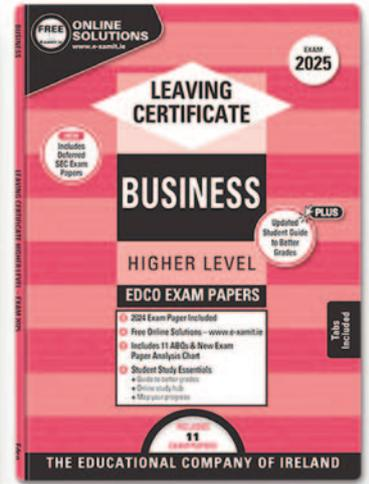 FREE
e-xamit.ie
ONLINE
SOLUTIONS
www.e-xamit.ie
EXAM
2025
LEAVING
CERTIFICATE
NEW
Includes
Deferred
SEC Exam
Papers
BUSINESS
PLUS
Updated
Student Guide
to Better
Grades
HIGHER LEVEL
EDCO EXAM PAPERS
2024 Exam Paper Included
Free Online Solutions – www.e-xamit.ie
Includes 11 ABQs & New Exam
Paper Analysis Chart
Student Study Essentials
Guide to better grades
Online study hub
Map your progress
Tabs
Included
INCLUDES
11
EXAM PAPERS
THE EDUCATIONAL COMPANY OF IRELAND
BUSINESS
LEAVING CERTIFICATE HIGHER LEVEL – EXAM 2025
Edco